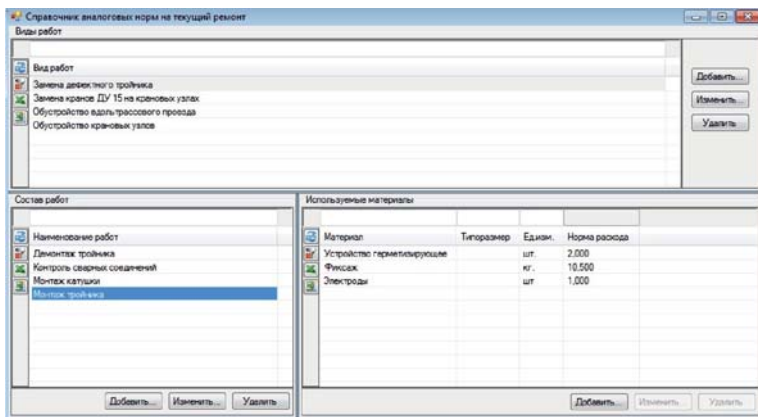 Справочник аналоговых норм на текущий ремонт
Виды работ
Вид работ
Замена дефектного тройника
Замена кранов ДУ 15 на крановых узлах
Обустройство вдольтрассового проезда
Обустройство крановых узлов
Добавить...
Изменить...
Удалить
Состав работ
Наименование работ
Демонтаж тройника
Контроль сварных соединений
Монтаж катушки
Монтаж тройника
Добавить... Изменить... Удалить
Используемые материалы
Материал Типоразмер Ед.изм. Норма расхода
Устройство герметизирующее шт. 2,000
Фиксаж кг. 10,500
Электроды шт 1,000
Добавить... Изменить... Удалить